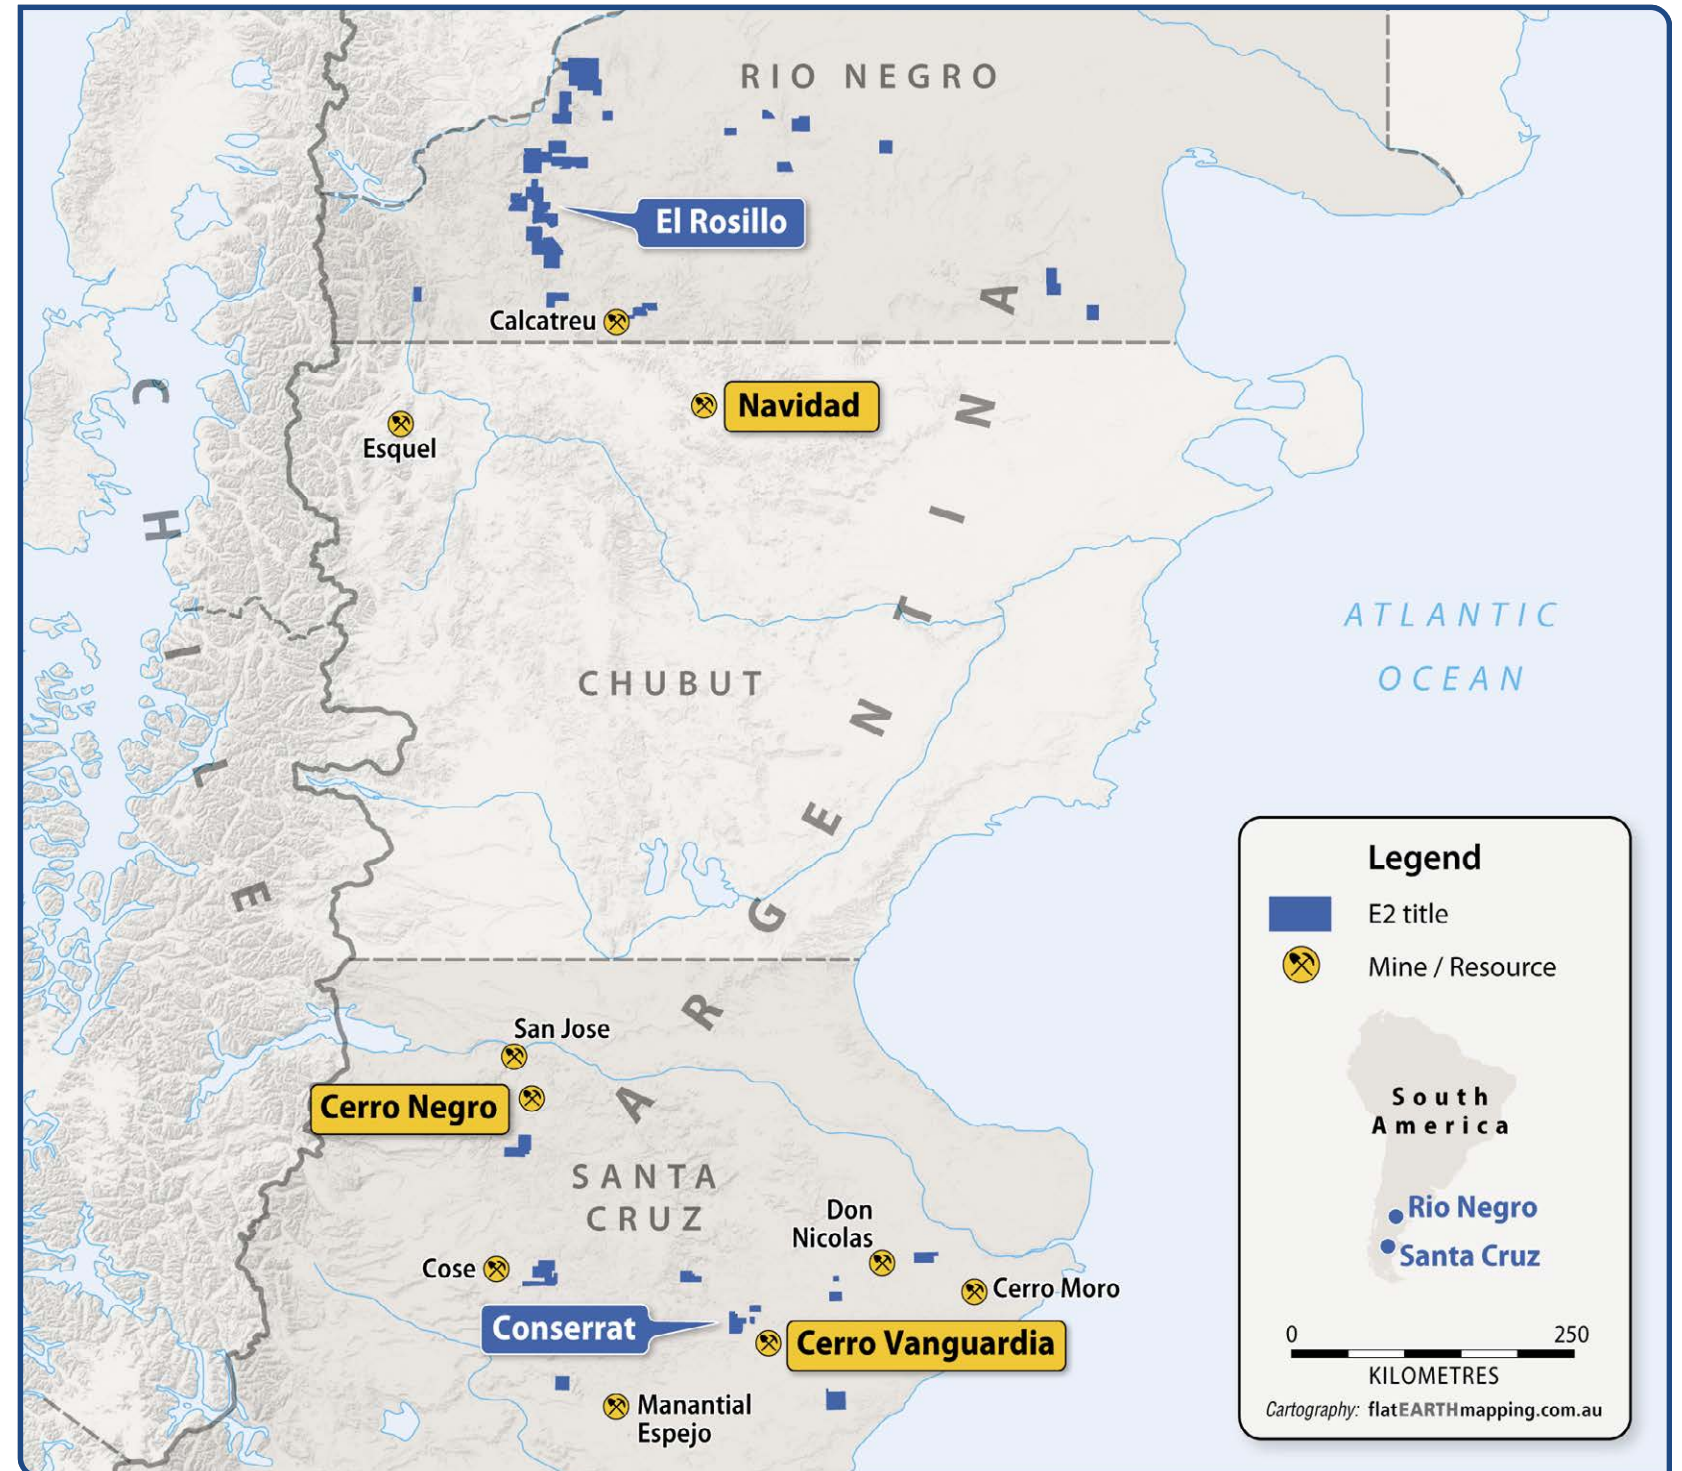 RIO NEGRO
El Rosillo
Calcatreu
Navidad
Esquel
CHILE
ARGENTINA
ATLANTIC
OCEAN
CHUBUT
San Jose
Cerro Negro
SANTA
CRUZ
Don
Nicolas
Cose
Cerro Moro
Conserrat
Cerro Vanguardia
Manantial
Espejo
Legend
E2 title
Mine / Resource
South
America
Rio Negro
Santa Cruz
0 250
KILOMETRES
Cartography: flatEARTHmapping.com.au